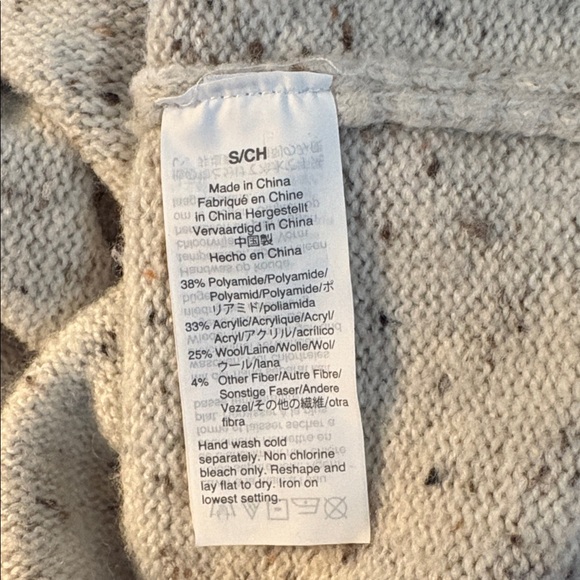 S/CH
Made in China
Fabriqué en Chine
in China Hergestellt
Vervaardigd in China
中国製
Hecho en China
38% Polyamide/Polyamide/
Polyamid/Polyamide/ポ
リアミド/poliamida
33% Acrylic/Acrylique/Acryl/
Acryl/アクリル/acrílico
25% Wool/Laine/Wolle/Wol/
ウール/lana
4% Other Fiber/Autre Fibre/
Sonstige Faser/Andere
Vezel/その他の繊維/otra
fibra
Hand wash cold
separately. Non chlorine
bleach only. Reshape and
lay flat to dry. Iron on
lowest setting.